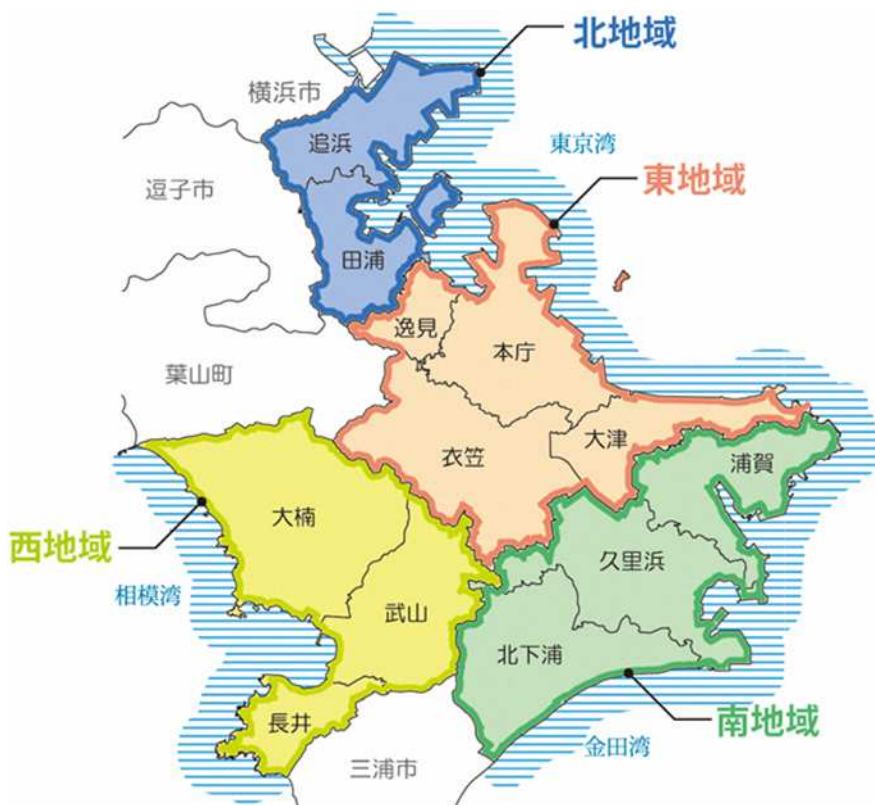 北地域
横浜市
追浜
東京湾
逗子市
東地域
田浦
逸見
本庁
葉山町
大津
衣笠
浦賀
大楠
西地域
久里浜
相模湾
武山
北下浦
長井
南地域
金田湾
三浦市